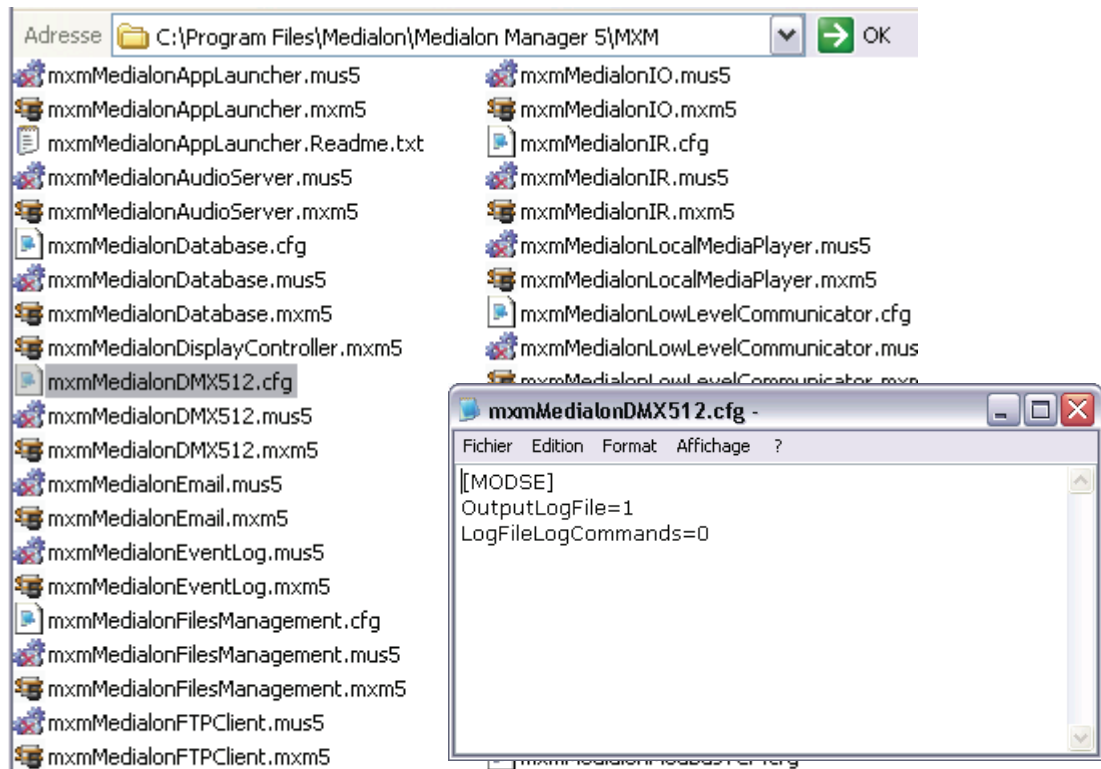 Adresse C:\Program Files\Medialon\Medialon Manager 5\MXM OK
mxmMedialonAppLauncher.mus5
mxmMedialonAppLauncher.mxm5
mxmMedialonAppLauncher.Readme.txt
mxmMedialonAudioServer.mus5
mxmMedialonAudioServer.mxm5
mxmMedialonDatabase.cfg
mxmMedialonDatabase.mus5
mxmMedialonDatabase.mxm5
mxmMedialonDisplayController.mxm5
mxmMedialonDMX512.cfg
mxmMedialonDMX512.mus5
mxmMedialonDMX512.mxm5
mxmMedialonEmail.mus5
mxmMedialonEmail.mxm5
mxmMedialonEventLog.mus5
mxmMedialonEventLog.mxm5
mxmMedialonFilesManagement.cfg
mxmMedialonFilesManagement.mus5
mxmMedialonFilesManagement.mxm5
mxmMedialonFTPClient.mus5
mxmMedialonFTPClient.mxm5
mxmMedialonIO.mus5
mxmMedialonIO.mxm5
mxmMedialonIR.cfg
mxmMedialonIR.mus5
mxmMedialonIR.mxm5
mxmMedialonLocalMediaPlayer.mus5
mxmMedialonLocalMediaPlayer.mxm5
mxmMedialonLowLevelCommunicator.cfg
mxmMedialonLowLevelCommunicator.mus
mxmMedialonLowLevelCommunicator.mxm
mxmMedialonDMX512.cfg -
Fichier Edition Format Affichage ?
[MODSE]
OutputLogFile=1
LogFileLogCommands=0